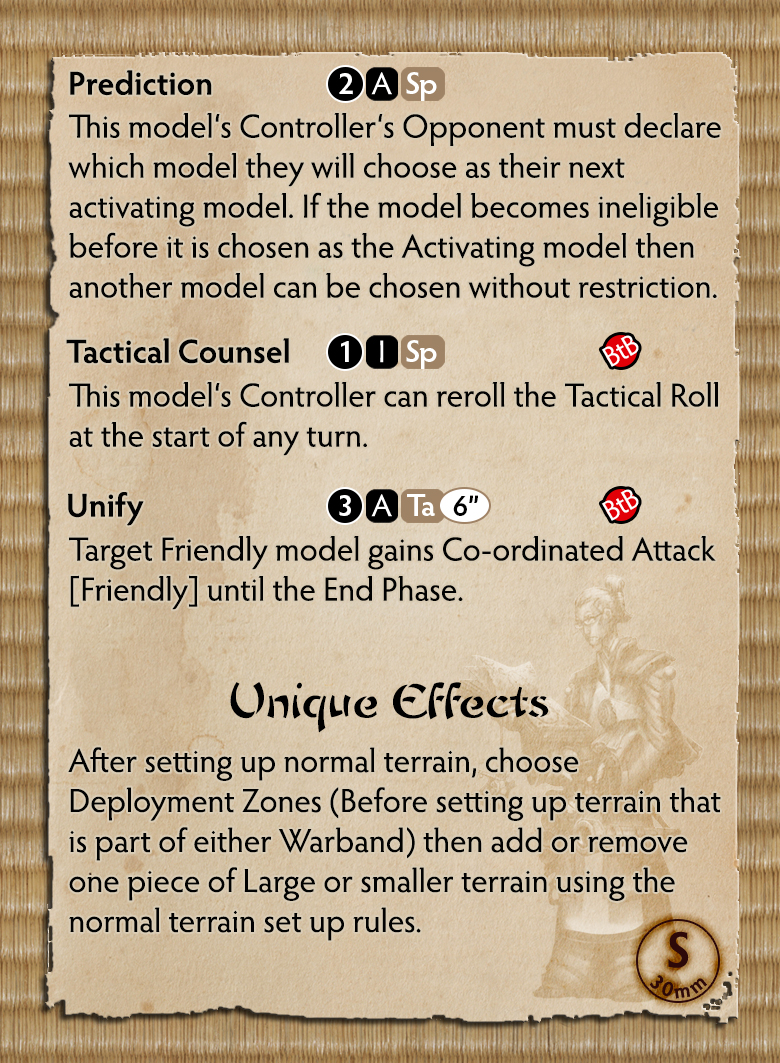 Prediction 2 A Sp
This model's Controller's Opponent must declare
which model they will choose as their next
activating model. If the model becomes ineligible
before it is chosen as the Activating model then
another model can be chosen without restriction.
Tactical Counsel 1 I Sp BtB
This model's Controller can reroll the Tactical Roll
at the start of any turn.
Unify 3 A Ta 6" BtB
Target Friendly model gains Co-ordinated Attack
[Friendly] until the End Phase.
Unique Effects
After setting up normal terrain, choose
Deployment Zones (Before setting up terrain that
is part of either Warband) then add or remove
one piece of Large or smaller terrain using the
normal terrain set up rules.
S
30mm